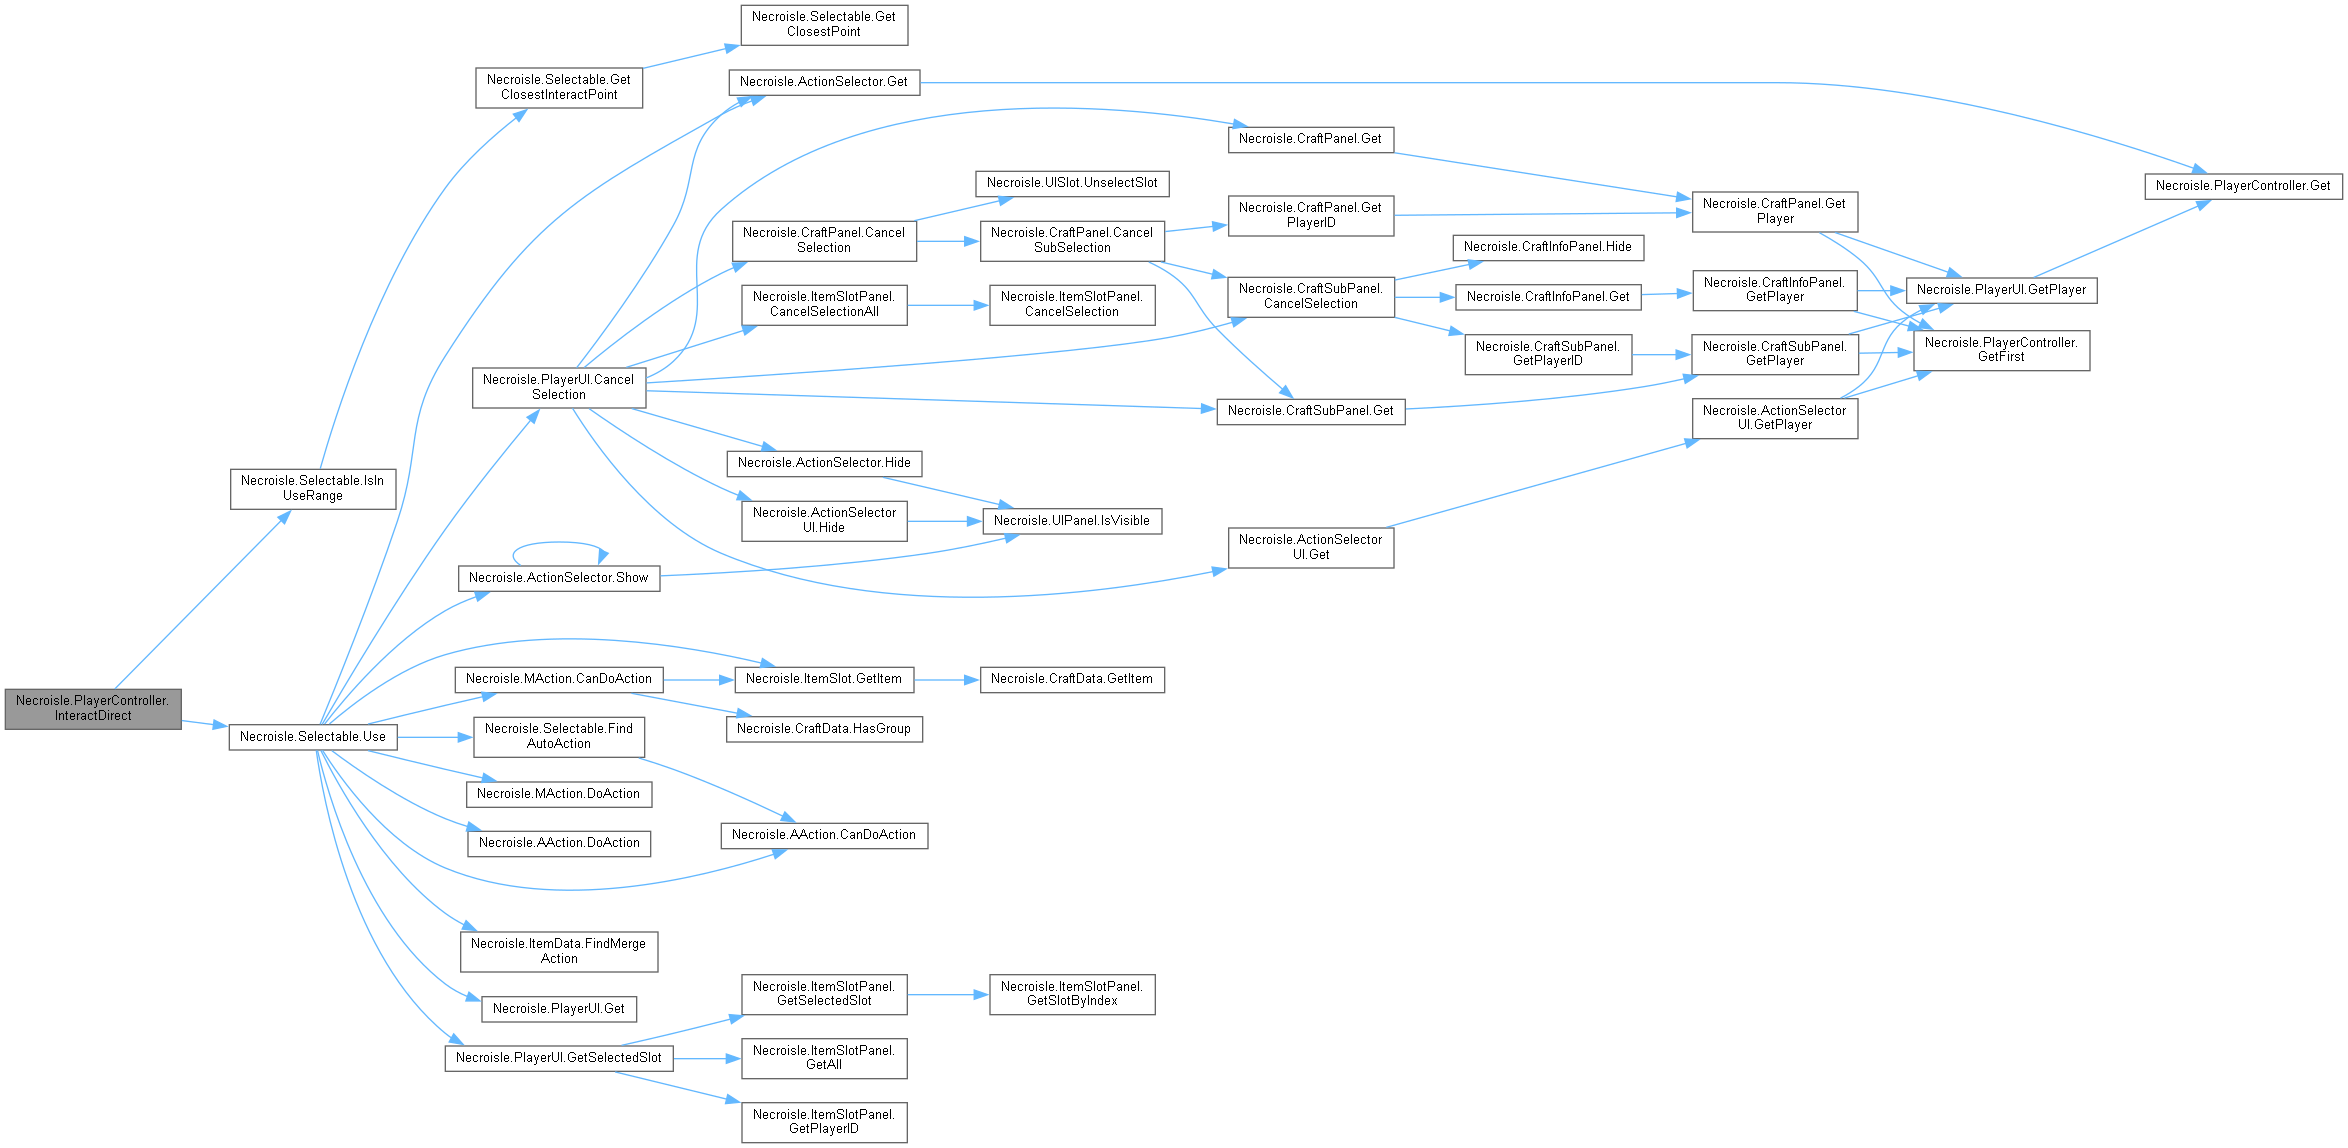 Necroisle.PlayerController.
InteractDirect
Necroisle.Selectable.IsIn
UseRange
Necroisle.Selectable.Use
Necroisle.Selectable.Get
ClosestInteractPoint
Necroisle.PlayerUI.Cancel
Selection
Necroisle.ActionSelector.Show
Necroisle.MAction.CanDoAction
Necroisle.Selectable.Find
AutoAction
Necroisle.MAction.DoAction
Necroisle.AAction.DoAction
Necroisle.ItemData.FindMerge
Action
Necroisle.PlayerUI.Get
Necroisle.PlayerUI.GetSelectedSlot
Necroisle.Selectable.Get
ClosestPoint
Necroisle.ActionSelector.Get
Necroisle.CraftPanel.Cancel
Selection
Necroisle.ItemSlotPanel.
CancelSelectionAll
Necroisle.ActionSelector.Hide
Necroisle.ActionSelector
UI.Hide
Necroisle.ItemSlot.GetItem
Necroisle.CraftData.HasGroup
Necroisle.AAction.CanDoAction
Necroisle.ItemSlotPanel.
GetSelectedSlot
Necroisle.ItemSlotPanel.
GetAll
Necroisle.ItemSlotPanel.
GetPlayerID
Necroisle.UISlot.UnselectSlot
Necroisle.CraftPanel.Cancel
SubSelection
Necroisle.ItemSlotPanel.
CancelSelection
Necroisle.UIPanel.IsVisible
Necroisle.CraftData.GetItem
Necroisle.ItemSlotPanel.
GetSlotByIndex
Necroisle.CraftPanel.Get
Necroisle.CraftPanel.Get
PlayerID
Necroisle.CraftSubPanel.
CancelSelection
Necroisle.CraftSubPanel.Get
Necroisle.ActionSelector
UI.Get
Necroisle.CraftInfoPanel.Hide
Necroisle.CraftInfoPanel.Get
Necroisle.CraftSubPanel.
GetPlayerID
Necroisle.CraftPanel.Get
Player
Necroisle.CraftInfoPanel.
GetPlayer
Necroisle.CraftSubPanel.
GetPlayer
Necroisle.ActionSelector
UI.GetPlayer
Necroisle.PlayerUI.GetPlayer
Necroisle.PlayerController.
GetFirst
Necroisle.PlayerController.Get